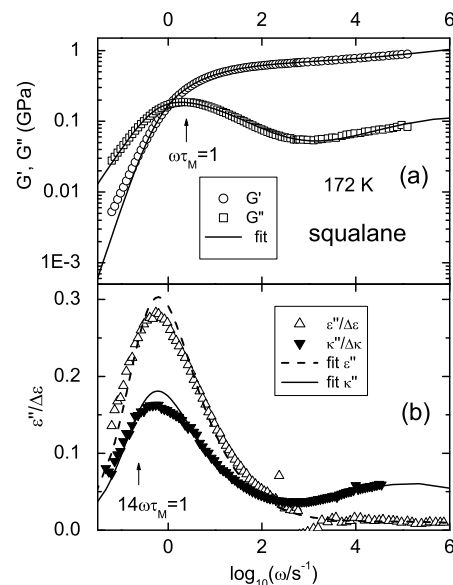 -2 0 2 4 6
1
0.1
0.01
1E-3
G', G" (GPa)
ωτM=1
G'
G"
fit
172 K
(a)
squalane
0.3
0.2
0.1
0.0
ε"/Δε
ε"/Δε
κ"/Δκ
fit ε"
fit κ"
(b)
14ωτM=1
-2 0 2 4 6
log10(ω/s-1)